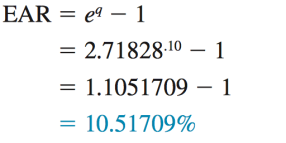 EAR = e^q − 1
= 2.71828^.10 − 1
= 1.1051709 − 1
= 10.51709%